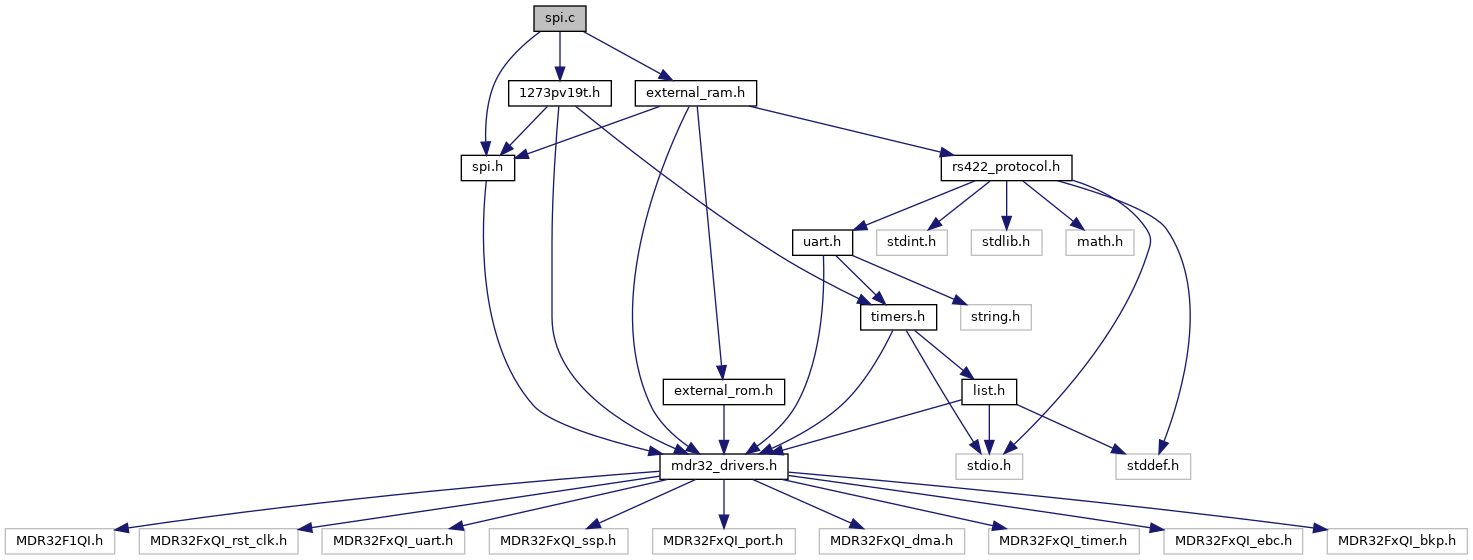 spi.c
1273pv19t.h
external_ram.h
spi.h
rs422_protocol.h
uart.h
stdint.h
stdlib.h
math.h
timers.h
string.h
external_rom.h
list.h
mdr32_drivers.h
stdio.h
stddef.h
MDR32F1QI.h
MDR32FxQI_rst_clk.h
MDR32FxQI_uart.h
MDR32FxQI_ssp.h
MDR32FxQI_port.h
MDR32FxQI_dma.h
MDR32FxQI_timer.h
MDR32FxQI_ebc.h
MDR32FxQI_bkp.h